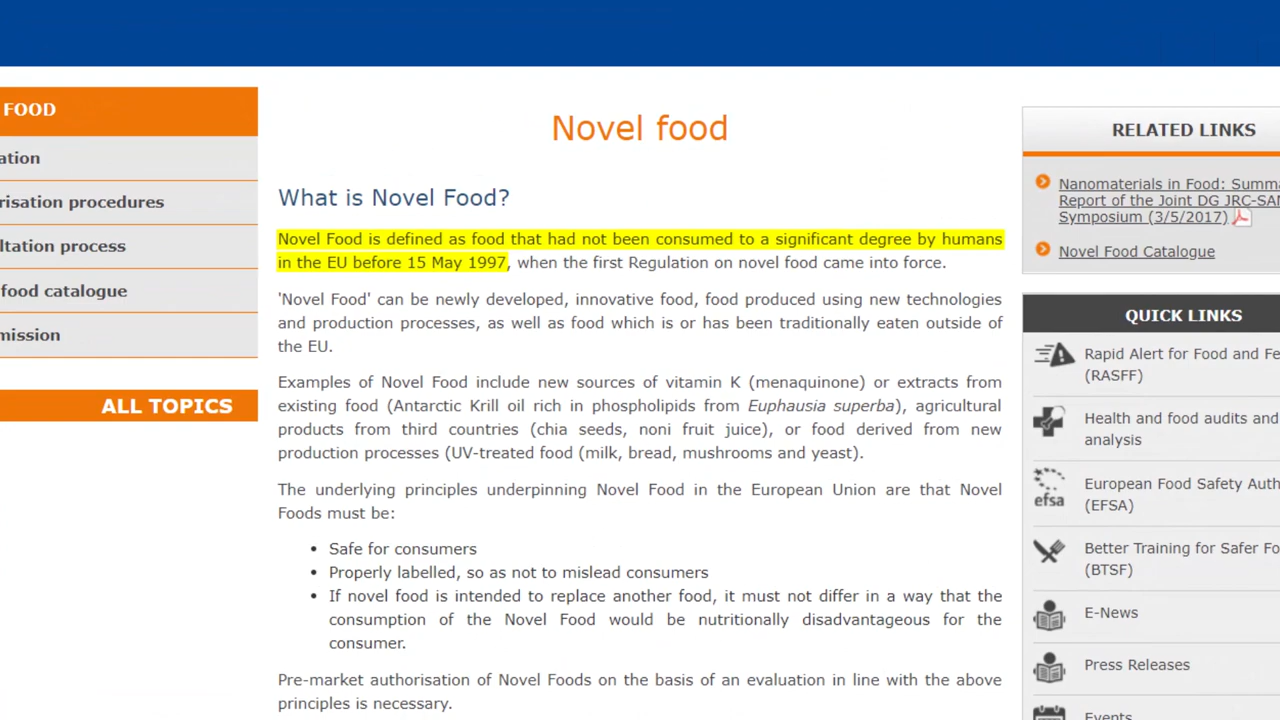 FOOD
ation
risation procedures
ltation process
food catalogue
mission
ALL TOPICS
Novel food
What is Novel Food?
Novel Food is defined as food that had not been consumed to a significant degree by humans
in the EU before 15 May 1997, when the first Regulation on novel food came into force.
'Novel Food' can be newly developed, innovative food, food produced using new technologies
and production processes, as well as food which is or has been traditionally eaten outside of
the EU.
Examples of Novel Food include new sources of vitamin K (menaquinone) or extracts from
existing food (Antarctic Krill oil rich in phospholipids from Euphausia superba), agricultural
products from third countries (chia seeds, noni fruit juice), or food derived from new
production processes (UV-treated food (milk, bread, mushrooms and yeast).
The underlying principles underpinning Novel Food in the European Union are that Novel
Foods must be:
• Safe for consumers
• Properly labelled, so as not to mislead consumers
• If novel food is intended to replace another food, it must not differ in a way that the
consumption of the Novel Food would be nutritionally disadvantageous for the
consumer.
Pre-market authorisation of Novel Foods on the basis of an evaluation in line with the above
principles is necessary.
RELATED LINKS
Nanomaterials in Food: Summa
Report of the Joint DG JRC-SAN
Symposium (3/5/2017)
Novel Food Catalogue
QUICK LINKS
Rapid Alert for Food and Fe
(RASFF)
Health and food audits and
analysis
efsa
European Food Safety Auth
(EFSA)
Better Training for Safer Fo
(BTSF)
E-News
Press Releases
Events